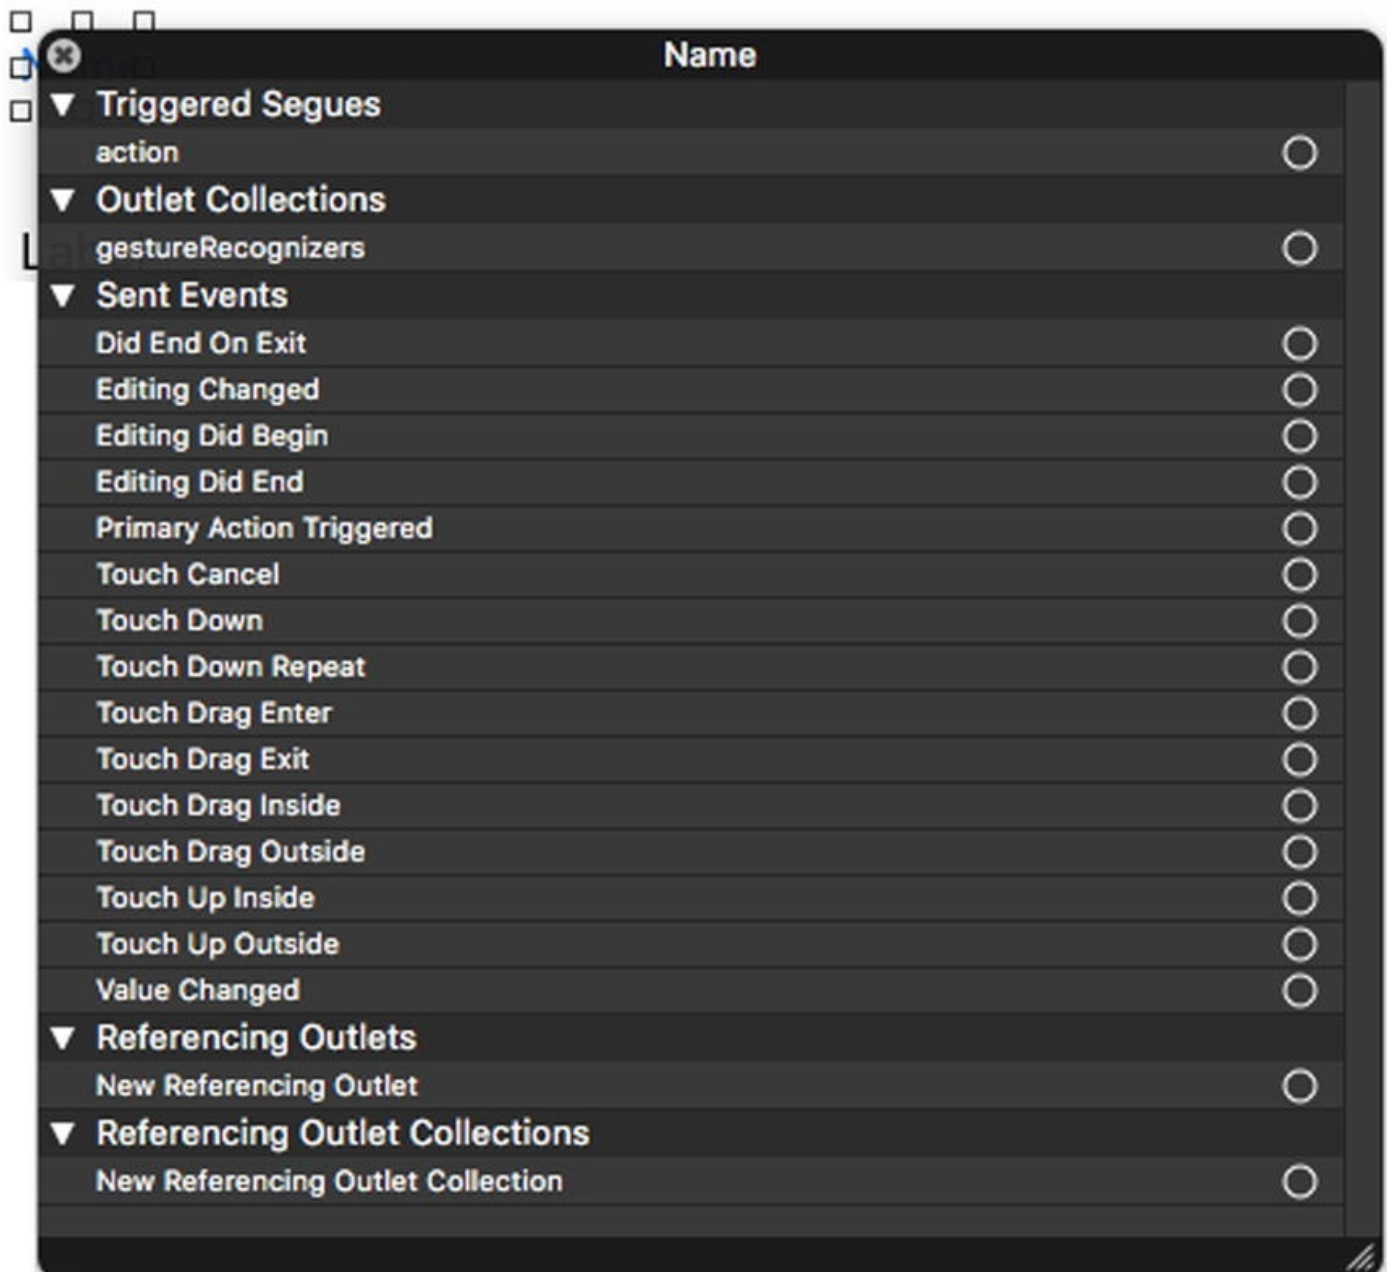 Name
Triggered Segues
action
Outlet Collections
gestureRecognizers
Sent Events
Did End On Exit
Editing Changed
Editing Did Begin
Editing Did End
Primary Action Triggered
Touch Cancel
Touch Down
Touch Down Repeat
Touch Drag Enter
Touch Drag Exit
Touch Drag Inside
Touch Drag Outside
Touch Up Inside
Touch Up Outside
Value Changed
Referencing Outlets
New Referencing Outlet
Referencing Outlet Collections
New Referencing Outlet Collection